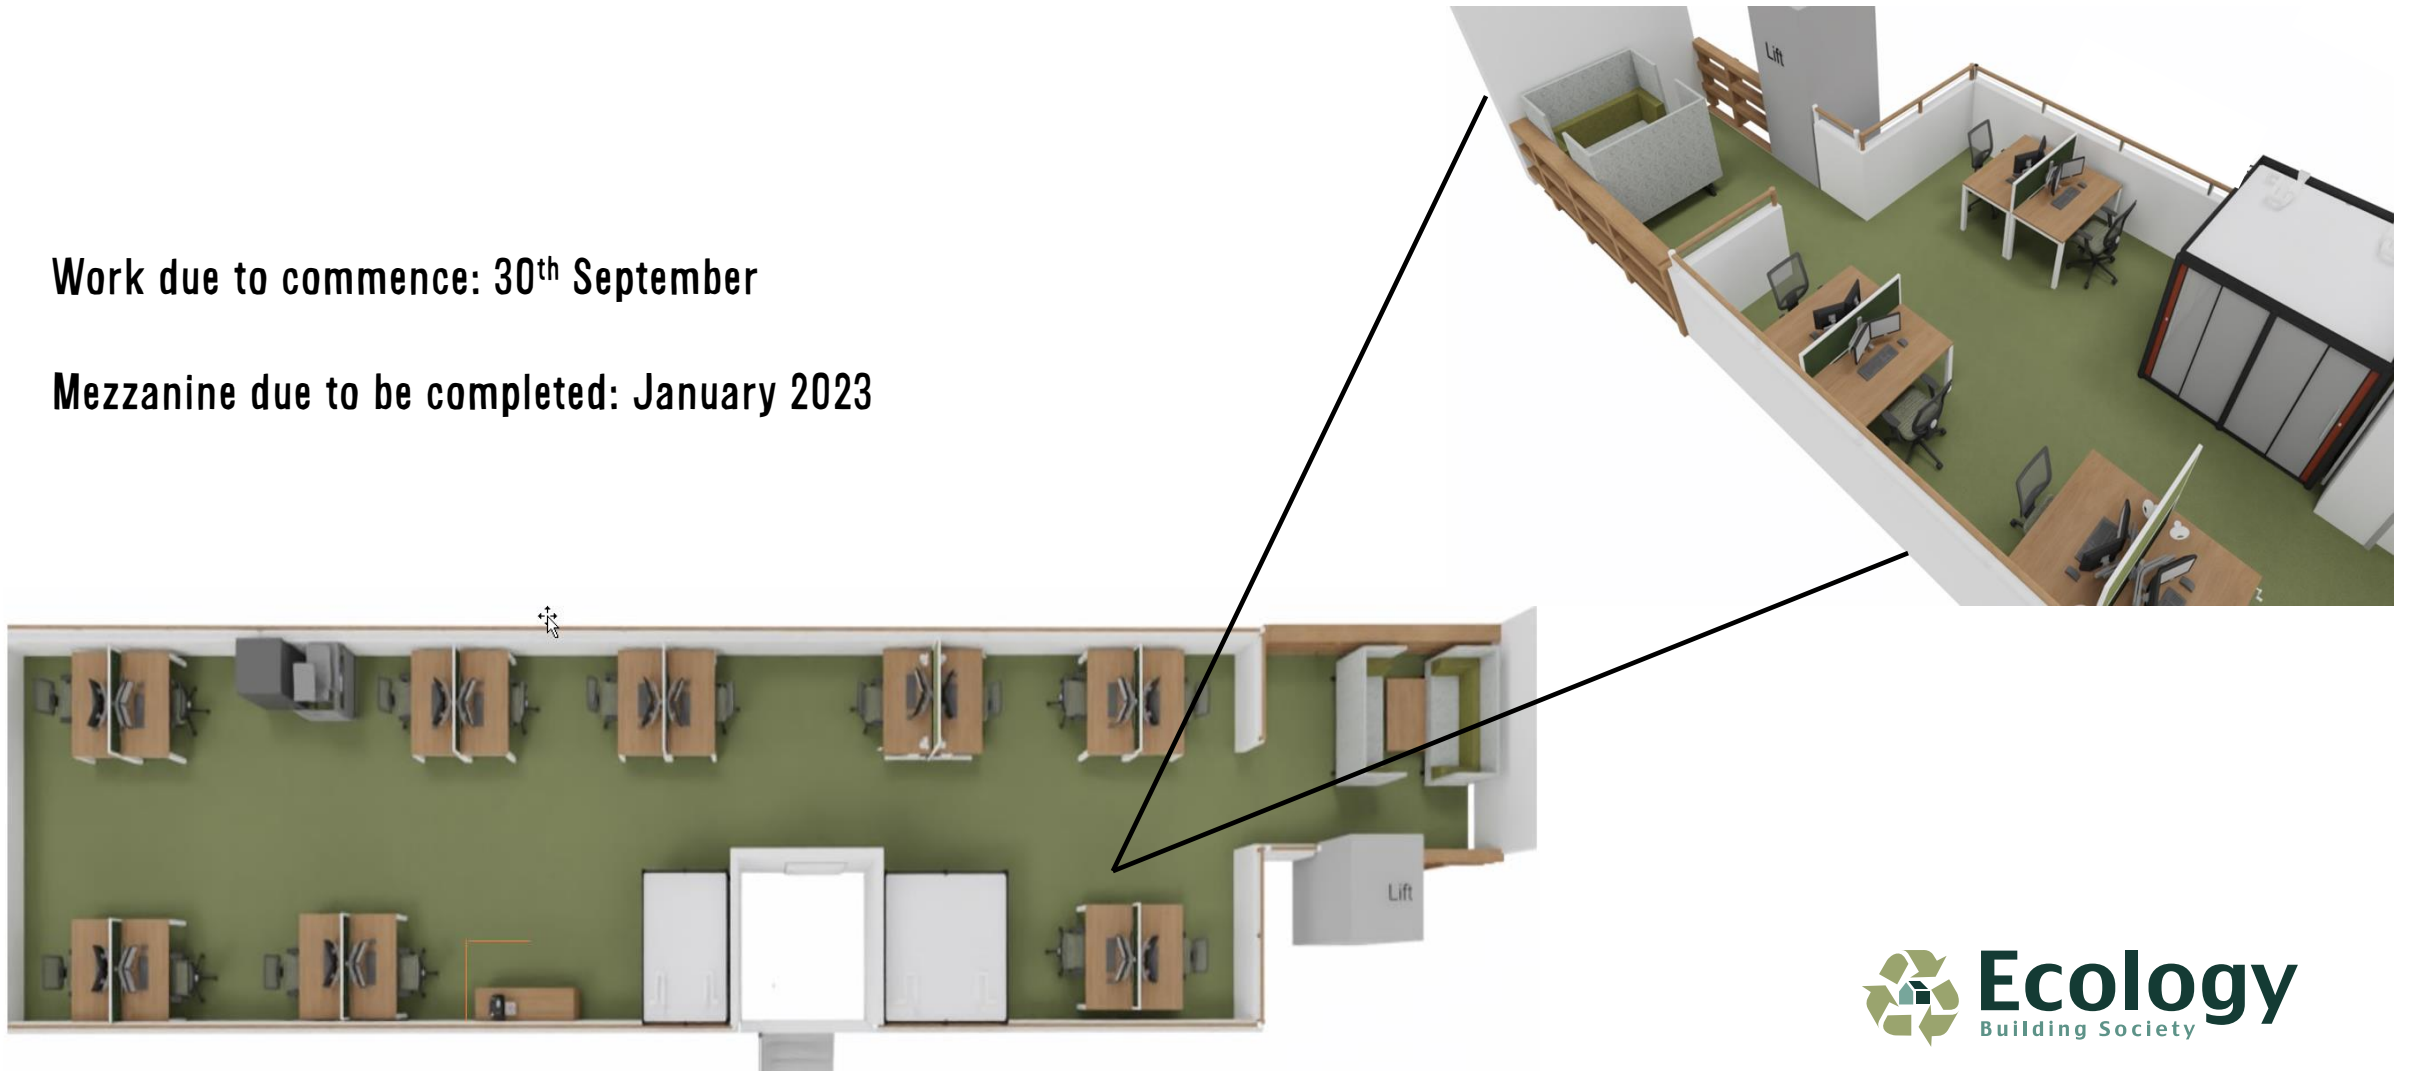 Lift
Work due to commence: 30th September
Mezzanine due to be completed: January 2023
Lift
Ecology
Building Society